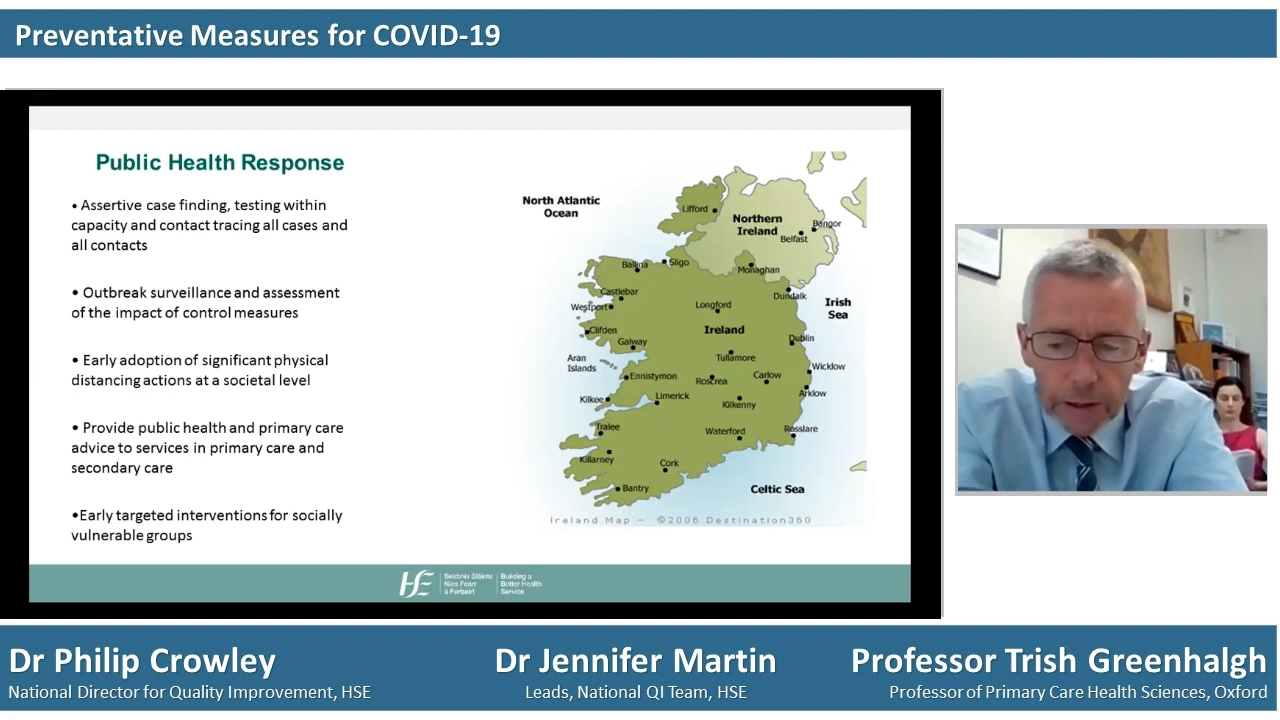 Preventative Measures for COVID-19
Public Health Response
• Assertive case finding, testing within
capacity and contact tracing all cases and
all contacts
• Outbreak surveillance and assessment
of the impact of control measures
• Early adoption of significant physical
distancing actions at a societal level
• Provide public health and primary care
advice to services in primary care and
secondary care
•Early targeted interventions for socially
vulnerable groups
North Atlantic
Ocean
Lifford
Northern
Ireland
Bangor
Belfast
Ballina
Sligo
Monaghan
Castlebar
Dundalk
Westport
Longford
Irish
Sea
Clifden
Ireland
Galway
Dublin
Aran
Islands
Tullamore
Wicklow
Ennistymon
Roscrea
Carlow
Arklow
Kilkee
Limerick
Kilkenny
Tralee
Waterford
Rosslare
Killarney
Cork
Bantry
Celtic Sea
Ireland Map - ©2006 Destination360
HE
Seirbhís Sláinte
Níos Fearr
á Forbairt
Building a
Better Health
Service
Dr Philip Crowley
National Director for Quality Improvement, HSE
Dr Jennifer Martin
Leads, National QI Team, HSE
Professor Trish Greenhalgh
Professor of Primary Care Health Sciences, Oxford